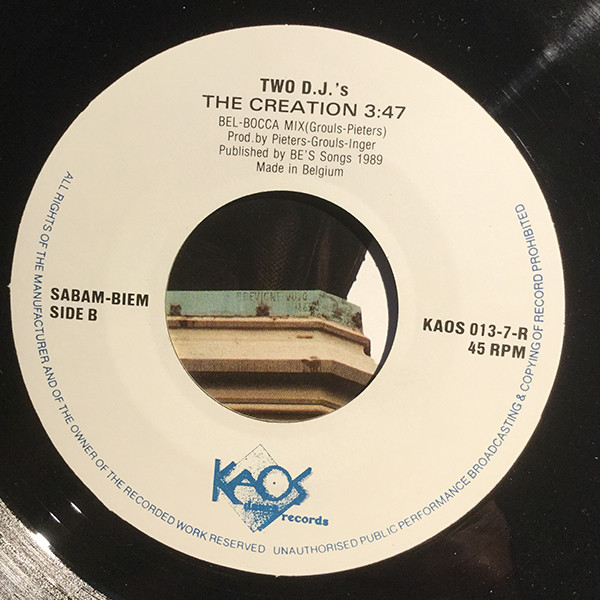 TWO D.J.'s
THE CREATION 3:47
BEL-BOCCA MIX(Grouls-Pieters)
Prod.by Pieters-Grouls-Inger
Published by BE'S Songs 1989
Made in Belgium
SABAM-BIEM
SIDE B
KAOS 013-7-R
45 RPM
KAOS
dance records
ALL RIGHTS OF THE MANUFACTURER AND OF THE OWNER OF THE RECORDED WORK RESERVED UNAUTHORISED PUBLIC PERFORMANCE BROADCASTING & COPYING OF RECORD PROHIBITED